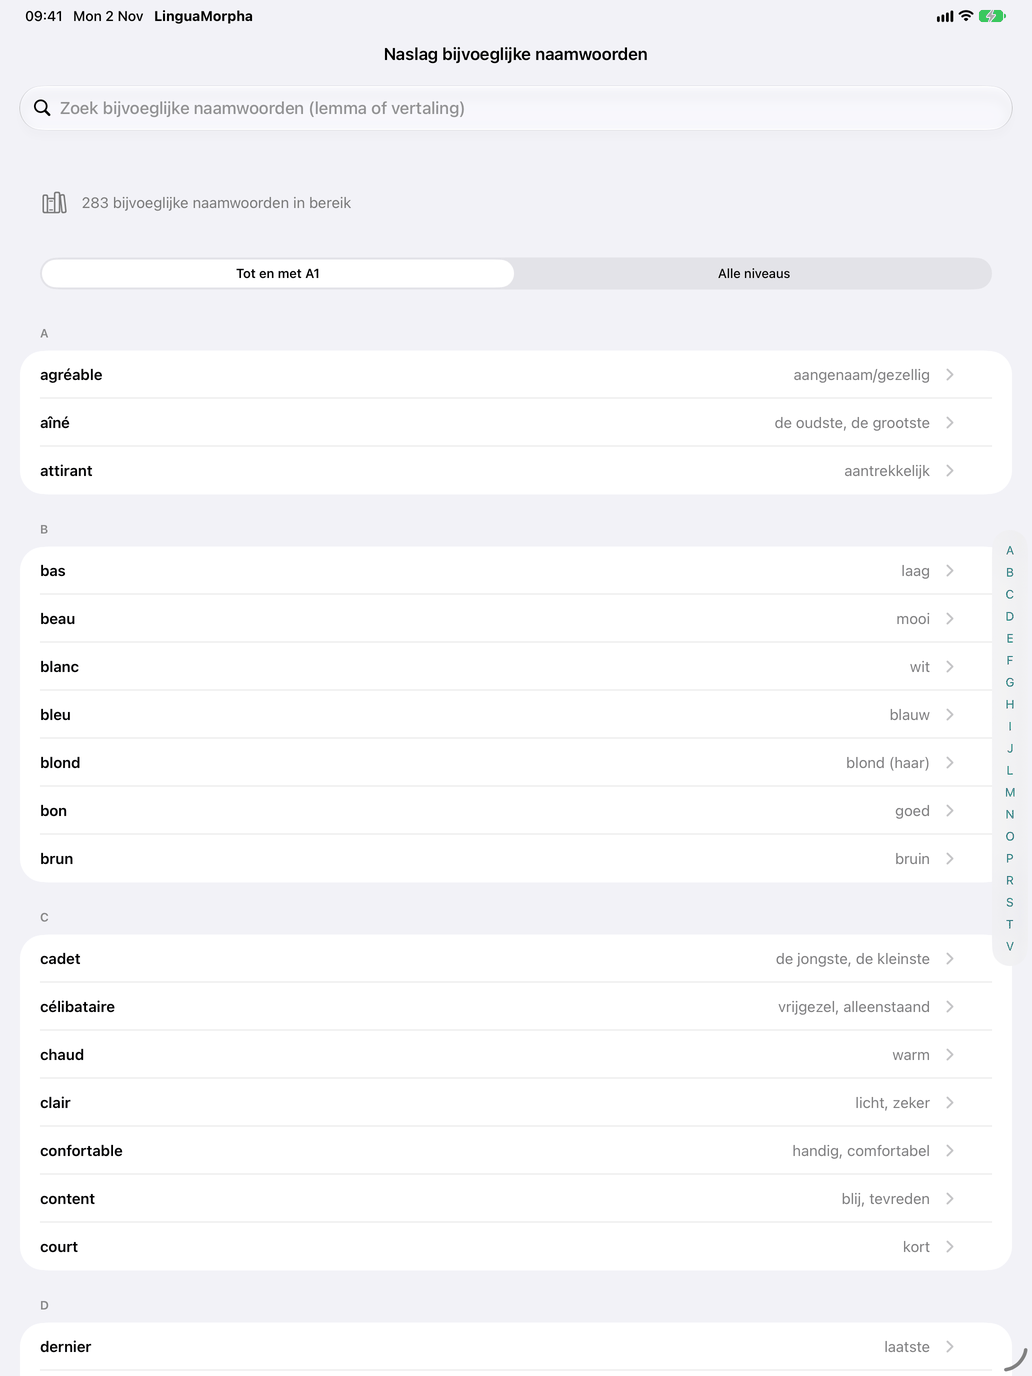 09:41 Mon 2 Nov LinguaMorpha
Naslag bijvoeglijke naamwoorden
Zoek bijvoeglijke naamwoorden (lemma of vertaling)
283 bijvoeglijke naamwoorden in bereik
Tot en met A1 Alle niveaus
A
agréable aangenaam/gezellig
aîné de oudste, de grootste
attirant aantrekkelijk
B
bas laag
beau mooi
blanc wit
bleu blauw
blond blond (haar)
bon goed
brun bruin
C
cadet de jongste, de kleinste
célibataire vrijgezel, alleenstaand
chaud warm
clair licht, zeker
confortable handig, comfortabel
content blij, tevreden
court kort
D
dernier laatste
A
B
C
D
E
F
G
H
I
J
L
M
N
O
P
R
S
T
V